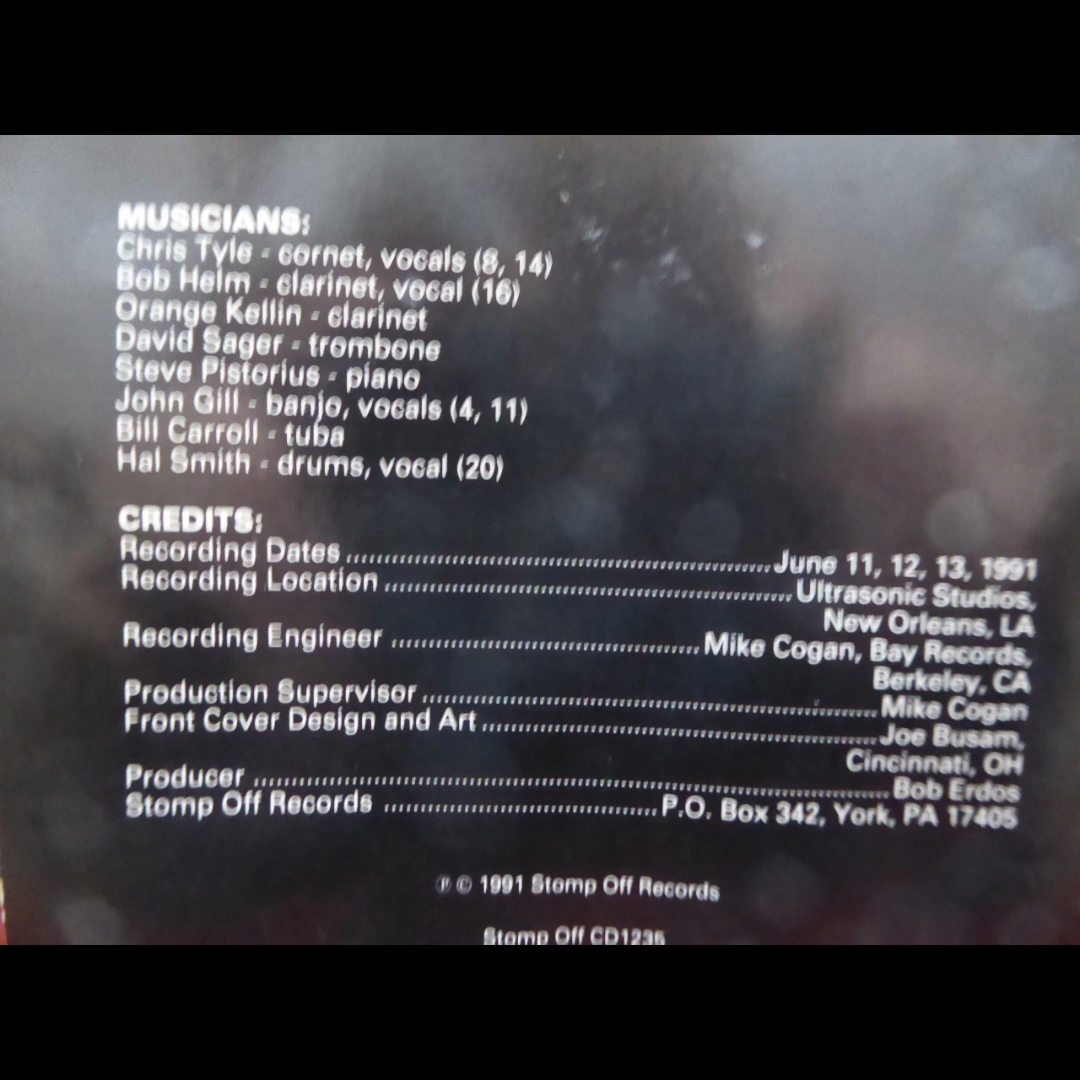 MUSICIANS:
Chris Tyle - cornet, vocals (8, 14)
Bob Helm - clarinet, vocal (16)
Orange Kellin - clarinet
David Sager - trombone
Steve Pistorius - piano
John Gill - banjo, vocals (4, 11)
Bill Carroll - tuba
Hal Smith - drums, vocal (20)
CREDITS:
Recording Dates ........ June 11, 12, 13, 1991
Recording Location ........ Ultrasonic Studios,
New Orleans, LA
Recording Engineer ........ Mike Cogan, Bay Records,
Berkeley, CA
Production Supervisor ........ Mike Cogan
Front Cover Design and Art ........ Joe Busam,
Cincinnati, OH
Producer ........ Bob Erdos
Stomp Off Records ........ P.O. Box 342, York, PA 17405
℗ © 1991 Stomp Off Records
Stomp Off CD1235